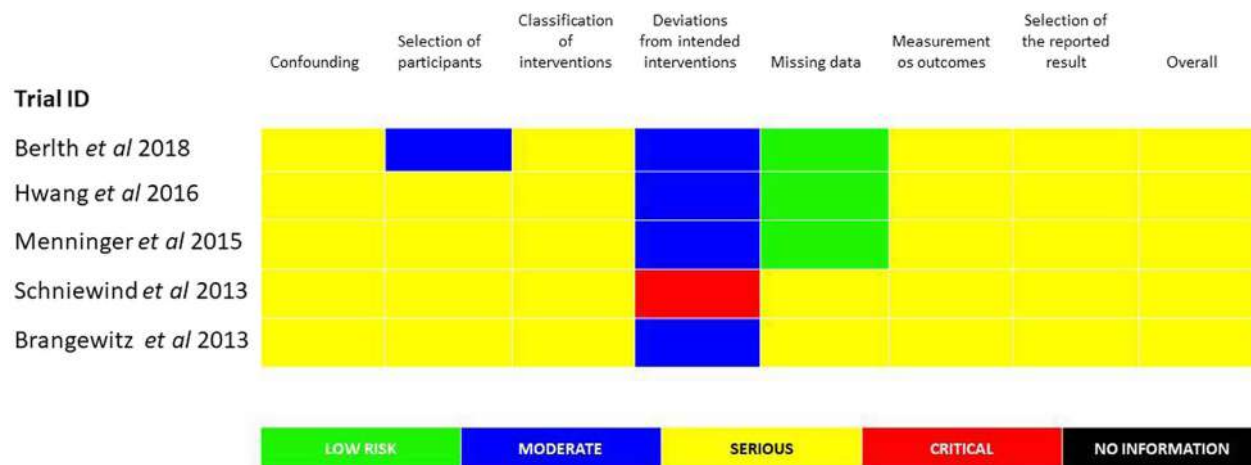 Confounding
Selection of
participants
Classification
of
interventions
Deviations
from intended
interventions
Missing data
Measurement
os outcomes
Selection of
the reported
result
Overall
Trial ID
Berlth et al 2018
Hwang et al 2016
Menninger et al 2015
Schniewind et al 2013
Brangewitz et al 2013
LOW RISK MODERATE SERIOUS CRITICAL NO INFORMATION